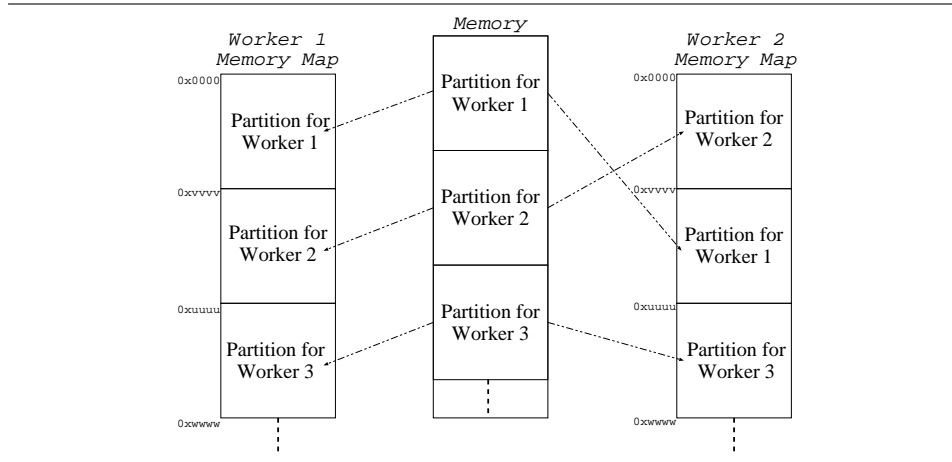 Worker 1
Memory Map
0x0000
Partition for
Worker 1
0xvvvv
Partition for
Worker 2
0xuuuu
Partition for
Worker 3
0xwwww
Memory
Partition for
Worker 1
Partition for
Worker 2
Partition for
Worker 3
Worker 2
Memory Map
0x0000
Partition for
Worker 2
0xvvvv
Partition for
Worker 1
0xuuuu
Partition for
Worker 3
0xwwww